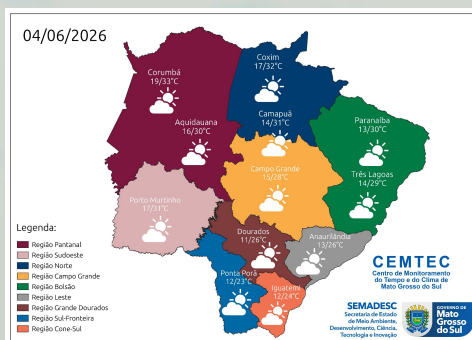 04/06/2026
Corumbá
19/33°C
Coxim
17/32°C
Aquidauana
16/30°C
Camapuã
14/31°C
Paranaíba
13/30°C
Campo Grande
15/28°C
Três Lagoas
14/29°C
Porto Murtinho
17/31°C
Dourados
11/26°C
Anaurilândia
13/26°C
Ponta Porã
12/23°C
Iguatemi
12/24°C
Legenda:
Região Pantanal
Região Sudoeste
Região Norte
Região Campo Grande
Região Bolsão
Região Leste
Região Grande Dourados
Região Sul-Fronteira
Região Cone-Sul
CEMTEC
Centro de Monitoramento
do Tempo e do Clima de
Mato Grosso do Sul
SEMADESC
Secretaria de Estado
de Meio Ambiente,
Desenvolvimento, Ciência,
Tecnologia e Inovação
GOVERNO DE
Mato
Grosso
do Sul